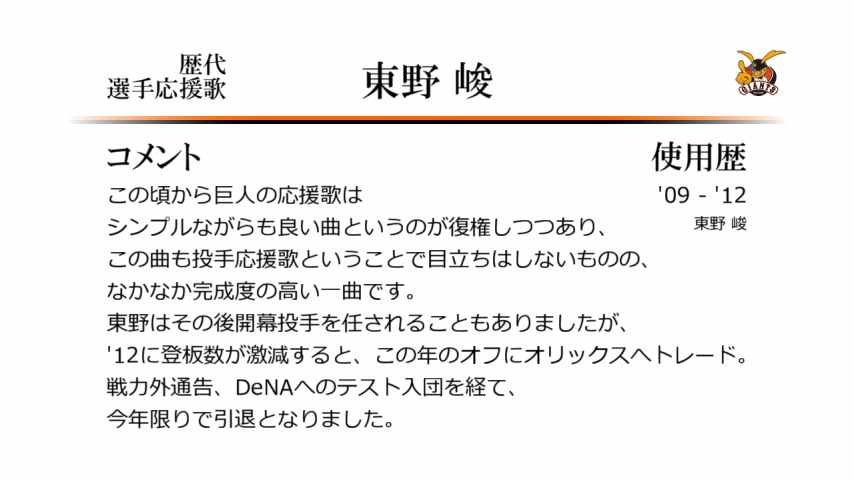 歴代
選手応援歌
東野 峻
GIANTS
コメント
使用歴
この頃から巨人の応援歌は
シンプルながらも良い曲というのが復権しつつあり、
この曲も投手応援歌ということで目立ちはしないものの、
なかなか完成度の高い一曲です。
東野はその後開幕投手を任されることもありましたが、
'12に登板数が激減すると、この年のオフにオリックスへトレード。
戦力外通告、DeNAへのテスト入団を経て、
今年限りで引退となりました。
'09 - '12
東野 峻